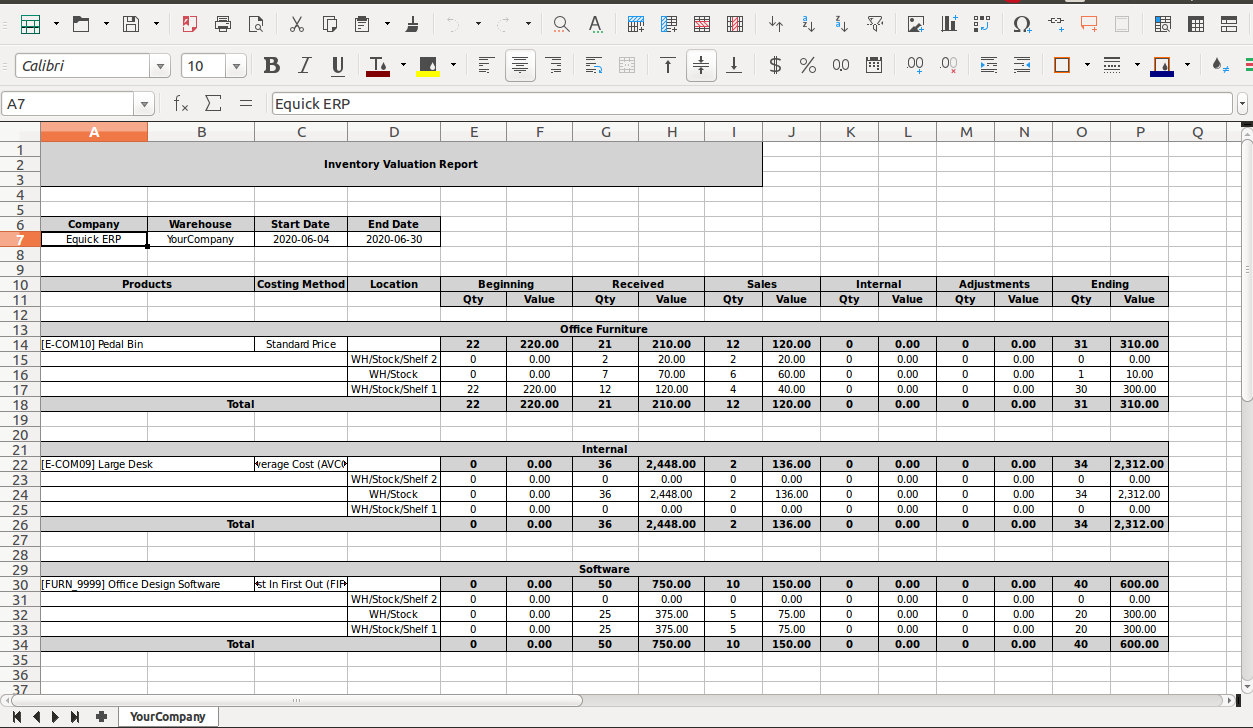 Calibri 10
A7 Equick ERP
A B C D E F G H I J K L M N O P Q
1
2 Inventory Valuation Report
3
4
5
6 Company Warehouse Start Date End Date
7 Equick ERP YourCompany 2020-06-04 2020-06-30
8
9
10 Products Costing Method Location Beginning Received Sales Internal Adjustments Ending
11 Qty Value Qty Value Qty Value Qty Value Qty Value Qty Value
12
13 Office Furniture
14 [E-COM10] Pedal Bin Standard Price 22 220.00 21 210.00 12 120.00 0 0.00 0 0.00 31 310.00
15 WH/Stock/Shelf 2 0 0.00 2 20.00 2 20.00 0 0.00 0 0.00 0 0.00
16 WH/Stock 0 0.00 7 70.00 6 60.00 0 0.00 0 0.00 1 10.00
17 WH/Stock/Shelf 1 22 220.00 12 120.00 4 40.00 0 0.00 0 0.00 30 300.00
18 Total 22 220.00 21 210.00 12 120.00 0 0.00 0 0.00 31 310.00
19
20
21 Internal
22 [E-COM09] Large Desk verage Cost (AVC 0 0.00 36 2,448.00 2 136.00 0 0.00 0 0.00 34 2,312.00
23 WH/Stock/Shelf 2 0 0.00 0 0.00 0 0.00 0 0.00 0 0.00 0 0.00
24 WH/Stock 0 0.00 36 2,448.00 2 136.00 0 0.00 0 0.00 34 2,312.00
25 WH/Stock/Shelf 1 0 0.00 0 0.00 0 0.00 0 0.00 0 0.00 0 0.00
26 Total 0 0.00 36 2,448.00 2 136.00 0 0.00 0 0.00 34 2,312.00
27
28
29 Software
30 [FURN_9999] Office Design Software st In First Out (FIF 0 0.00 50 750.00 10 150.00 0 0.00 0 0.00 40 600.00
31 WH/Stock/Shelf 2 0 0.00 0 0.00 0 0.00 0 0.00 0 0.00 0 0.00
32 WH/Stock 0 0.00 25 375.00 5 75.00 0 0.00 0 0.00 20 300.00
33 WH/Stock/Shelf 1 0 0.00 25 375.00 5 75.00 0 0.00 0 0.00 20 300.00
34 Total 0 0.00 50 750.00 10 150.00 0 0.00 0 0.00 40 600.00
35
36
37
YourCompany